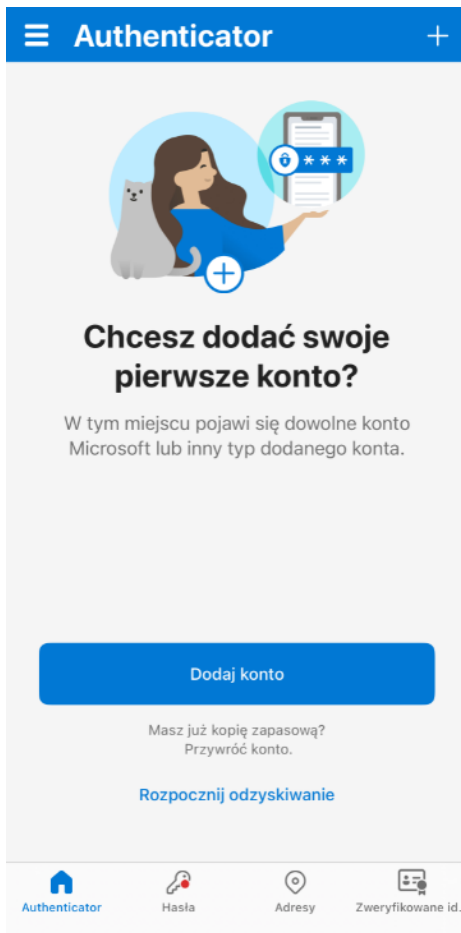 Authenticator
* * *
Chcesz dodać swoje
pierwsze konto?
W tym miejscu pojawi się dowolne konto
Microsoft lub inny typ dodanego konta.
Dodaj konto
Masz już kopię zapasową?
Przywróć konto.
Rozpocznij odzyskiwanie
Authenticator Hasła Adresy Zweryfikowane id.